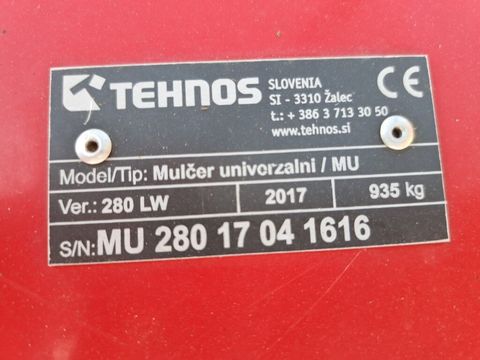 TEHNOS
SLOVENIA
SI - 3310 Žalec
t.: + 386 3 713 30 50
www.tehnos.si
CE
Model/Tip: Mulčer univerzalni / MU
Ver.: 280 LW 2017 935 kg
S/N: MU 280 17 04 1616